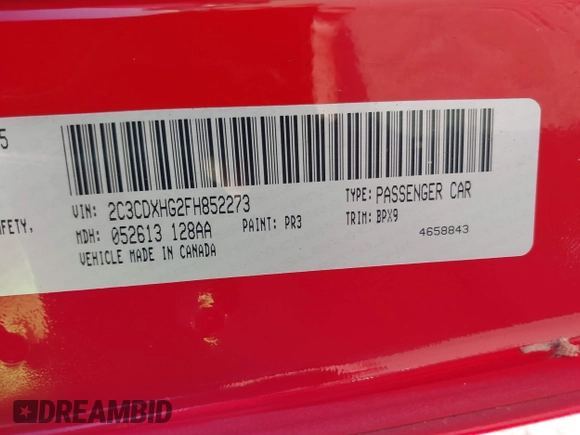 5
AFETY,
VIN: 2C3CDXHG2FH852273
TYPE: PASSENGER CAR
MDH: 052613 128AA
PAINT: PR3
TRIM: BPX9
VEHICLE MADE IN CANADA
4658843
DREAMBID